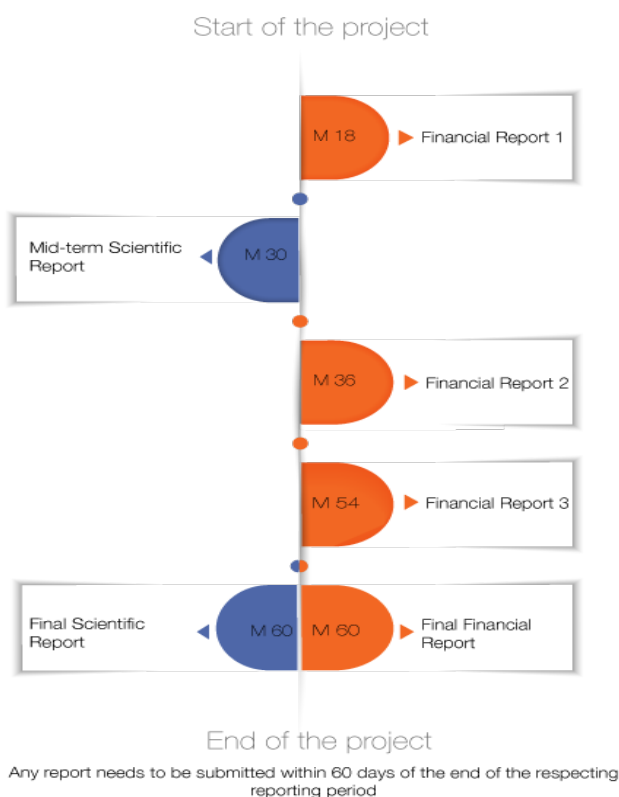 Start of the project
M 18
Financial Report 1
M 30
Mid-term Scientific
Report
M 36
Financial Report 2
M 54
Financial Report 3
Final Scientific
Report
M 60
M 60
Final Financial
Report
End of the project
Any report needs to be submitted within 60 days of the end of the respecting
reporting period